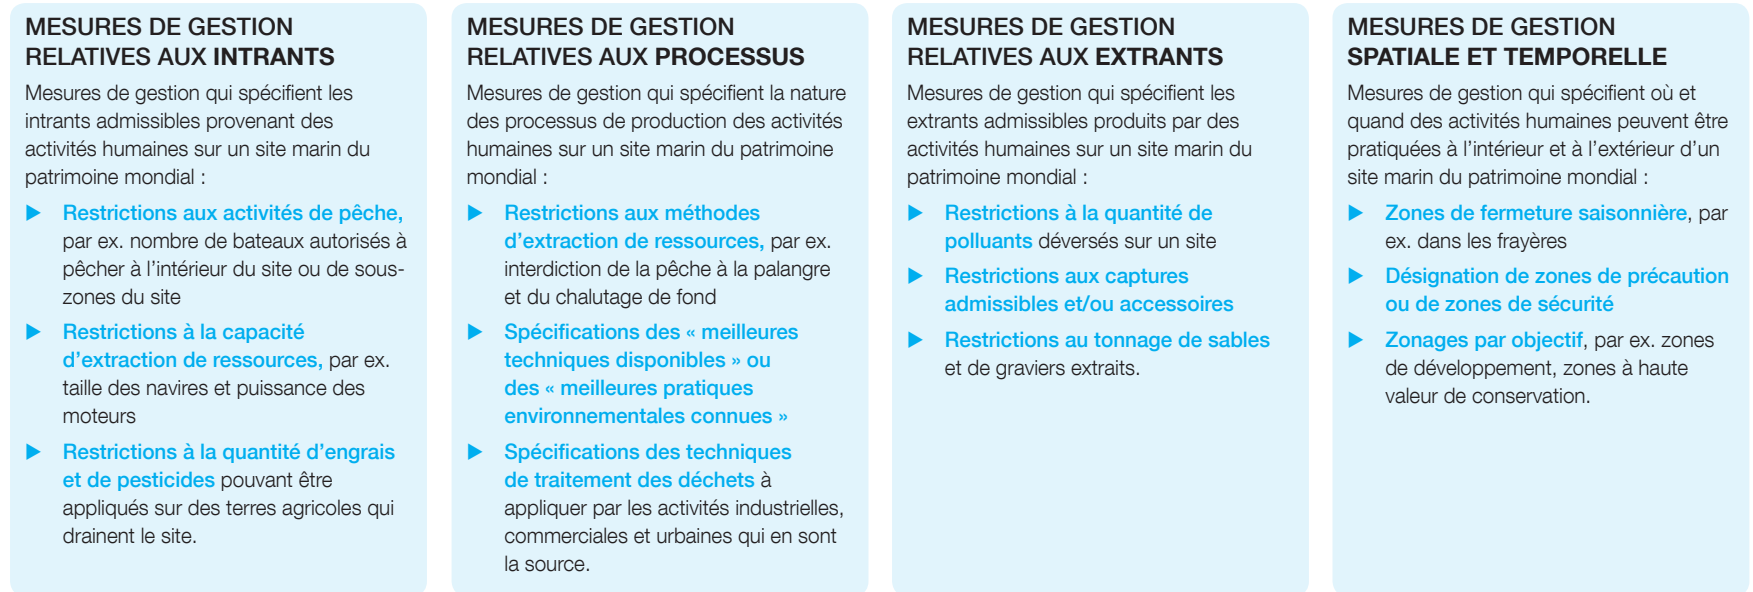 MESURES DE GESTION
RELATIVES AUX INTRANTS
Mesures de gestion qui spécifient les
intrants admissibles provenant des
activités humaines sur un site marin du
patrimoine mondial :
▶ Restrictions aux activités de pêche,
par ex. nombre de bateaux autorisés à
pêcher à l’intérieur du site ou de sous-
zones du site
▶ Restrictions à la capacité
d’extraction de ressources, par ex.
taille des navires et puissance des
moteurs
▶ Restrictions à la quantité d’engrais
et de pesticides pouvant être
appliqués sur des terres agricoles qui
drainent le site.
MESURES DE GESTION
RELATIVES AUX PROCESSUS
Mesures de gestion qui spécifient la nature
des processus de production des activités
humaines sur un site marin du patrimoine
mondial :
▶ Restrictions aux méthodes
d’extraction de ressources, par ex.
interdiction de la pêche à la palangre
et du chalutage de fond
▶ Spécifications des « meilleures
techniques disponibles » ou
des « meilleures pratiques
environnementales connues »
▶ Spécifications des techniques
de traitement des déchets à
appliquer par les activités industrielles,
commerciales et urbaines qui en sont
la source.
MESURES DE GESTION
RELATIVES AUX EXTRANTS
Mesures de gestion qui spécifient les
extrants admissibles produits par des
activités humaines sur un site marin du
patrimoine mondial :
▶ Restrictions à la quantité de
polluants déversés sur un site
▶ Restrictions aux captures
admissibles et/ou accessoires
▶ Restrictions au tonnage de sables
et de graviers extraits.
MESURES DE GESTION
SPATIALE ET TEMPORELLE
Mesures de gestion qui spécifient où et
quand des activités humaines peuvent être
pratiquées à l’intérieur et à l’extérieur d’un
site marin du patrimoine mondial :
▶ Zones de fermeture saisonnière, par
ex. dans les frayères
▶ Désignation de zones de précaution
ou de zones de sécurité
▶ Zonages par objectif, par ex. zones
de développement, zones à haute
valeur de conservation.